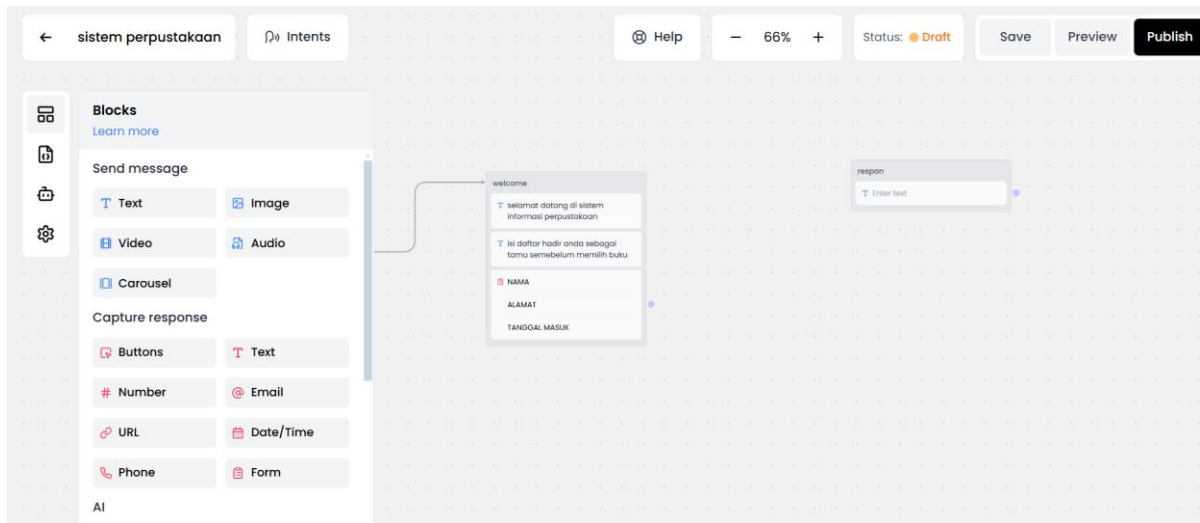 sistem perpustakaan
Intents
Help
66%
Status: Draft
Save
Preview
Publish
Blocks
Learn more
Send message
Text
Image
Video
Audio
Carousel
Capture response
Buttons
Text
Number
Email
URL
Date/Time
Phone
Form
AI
welcome
selamat datang di sistem
informasi perpustakaan
isi daftar hadir anda sebagai
tamu semebelum memilih buku
NAMA
ALAMAT
TANGGAL MASUK
respon
Enter text